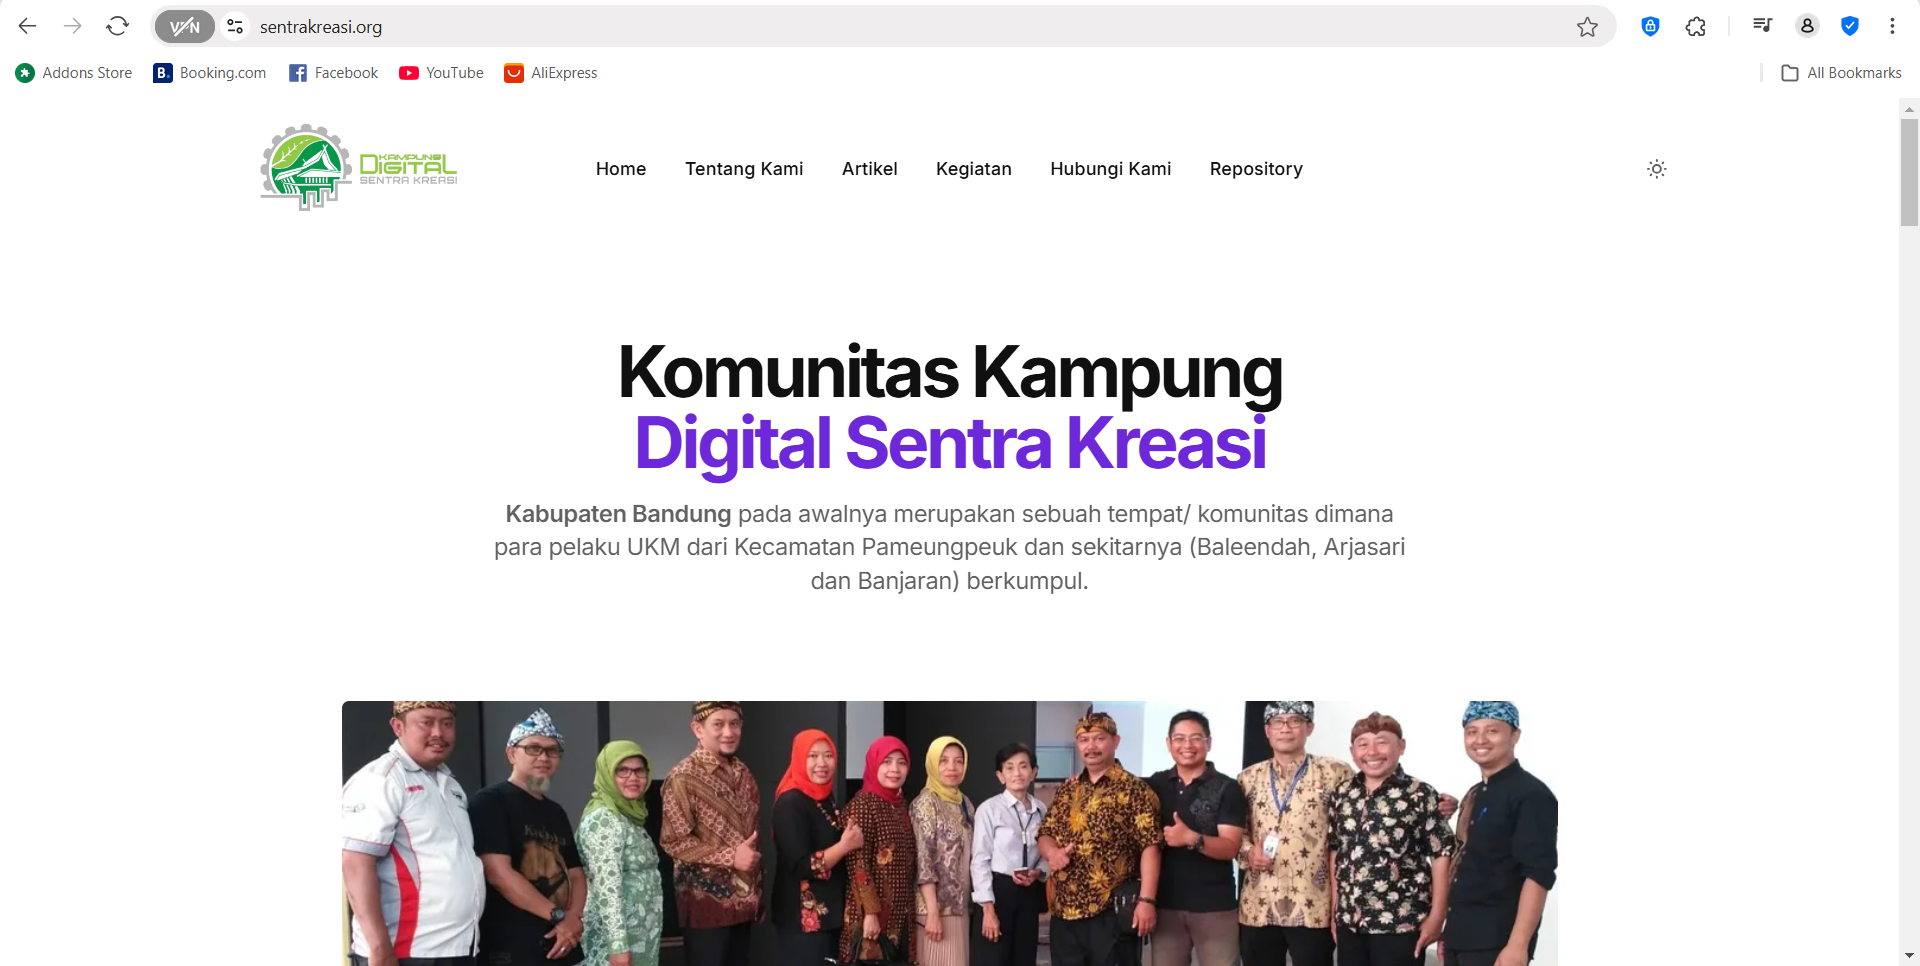 VPN
sentrakreasi.org
Addons Store
Booking.com
Facebook
YouTube
AliExpress
All Bookmarks
KAMPUNG
DIGITAL
SENTRA KREASI
Home
Tentang Kami
Artikel
Kegiatan
Hubungi Kami
Repository
Komunitas Kampung
Digital Sentra Kreasi
Kabupaten Bandung pada awalnya merupakan sebuah tempat/ komunitas dimana
para pelaku UKM dari Kecamatan Pameungpeuk dan sekitarnya (Baleendah, Arjasari
dan Banjaran) berkumpul.